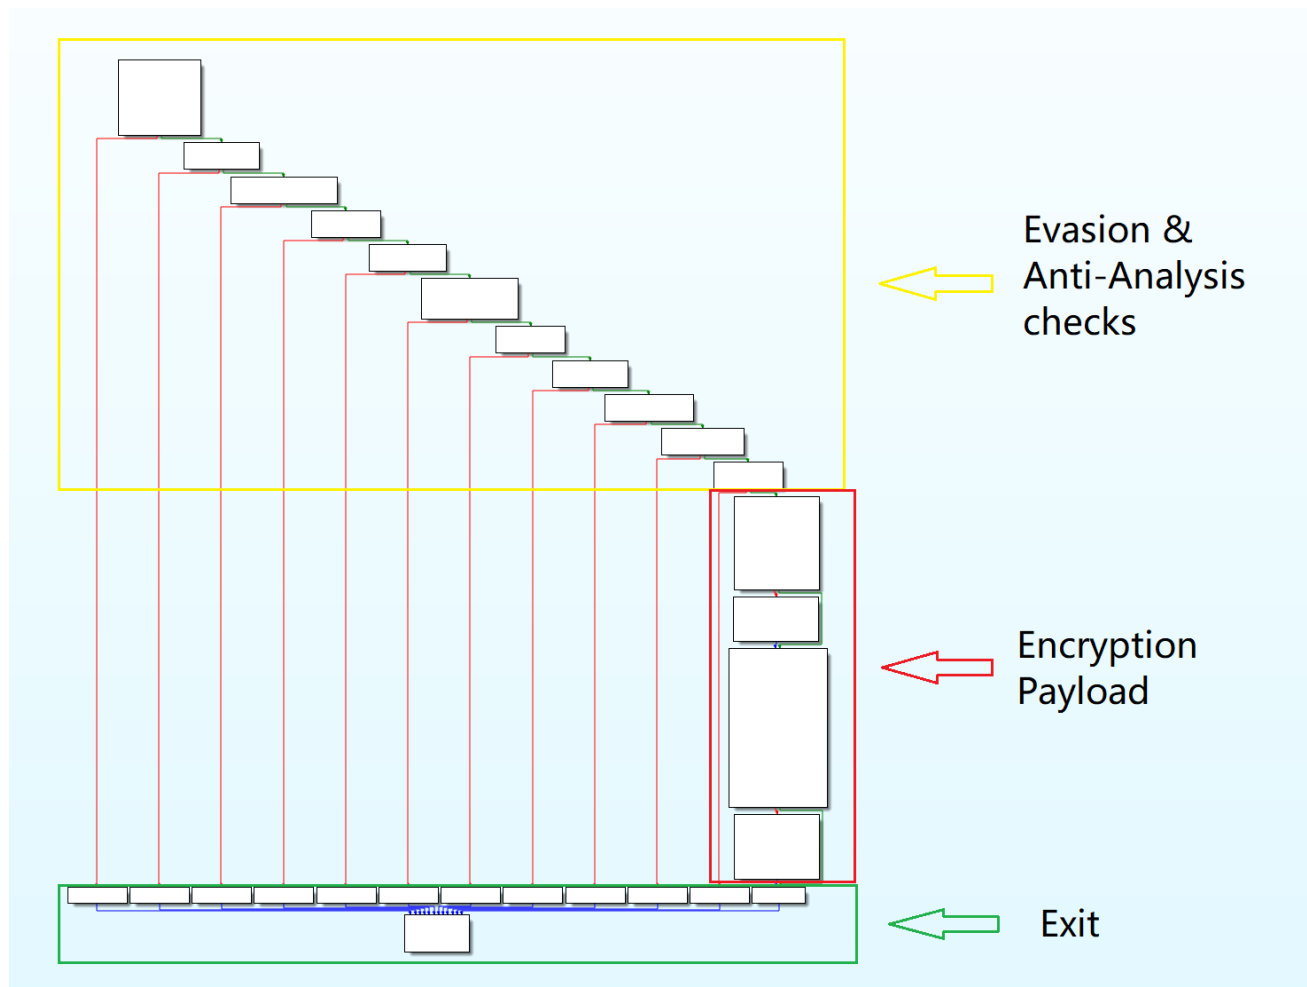 Evasion &
Anti-Analysis
checks
Encryption
Payload
Exit